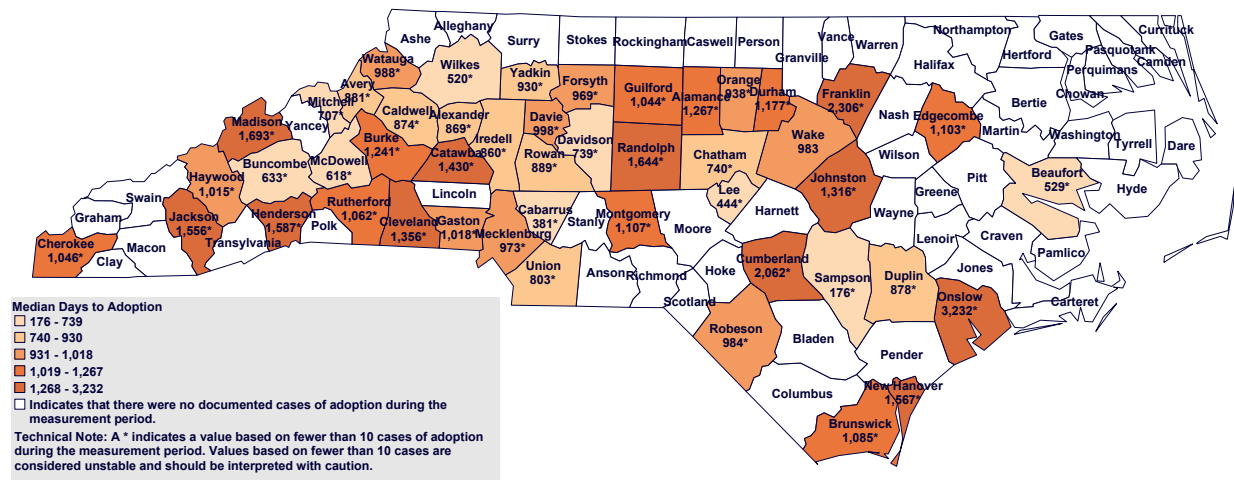 Alleghany
Ashe
Surry
Stokes
Rockingham
Caswell
Person
Granville
Vance
Warren
Northampton
Gates
Currituck
Pasquotank
Camden
Hertford
Halifax
Perquimans
Chowan
Bertie
Watauga
988*
Wilkes
520*
Yadkin
930*
Forsyth
969*
Guilford
1,044*
Alamance
1,267*
Orange
938*
Durham
1,177*
Franklin
2,306*
Nash
Edgecombe
1,103*
Martin
Washington
Tyrrell
Dare
Avery
881*
Mitchell
707*
Yancey
Madison
1,693*
Caldwell
874*
Alexander
869*
Iredell
860*
Davie
998*
Davidson
739*
Randolph
1,644*
Chatham
740*
Wake
983
Wilson
Pitt
Beaufort
529*
Hyde
Buncombe
633*
McDowell
618*
Burke
1,241*
Catawba
1,430*
Rowan
889*
Lee
444*
Johnston
1,316*
Greene
Haywood
1,015*
Swain
Graham
Jackson
1,556*
Henderson
1,587*
Rutherford
1,062*
Polk
Cleveland
1,356*
Lincoln
Gaston
1,018*
Mecklenburg
973*
Cabarrus
381*
Stanly
Montgomery
1,107*
Moore
Harnett
Wayne
Lenoir
Craven
Pamlico
Cherokee
1,046*
Clay
Macon
Transylvania
Union
803*
Anson
Richmond
Hoke
Scotland
Cumberland
2,062*
Sampson
176*
Duplin
878*
Jones
Onslow
3,232*
Carteret
Robeson
984*
Bladen
Pender
Columbus
New Hanover
1,567*
Brunswick
1,085*
Median Days to Adoption
176 - 739
740 - 930
931 - 1,018
1,019 - 1,267
1,268 - 3,232
Indicates that there were no documented cases of adoption during the
measurement period.
Technical Note: A * indicates a value based on fewer than 10 cases of adoption
during the measurement period. Values based on fewer than 10 cases are
considered unstable and should be interpreted with caution.